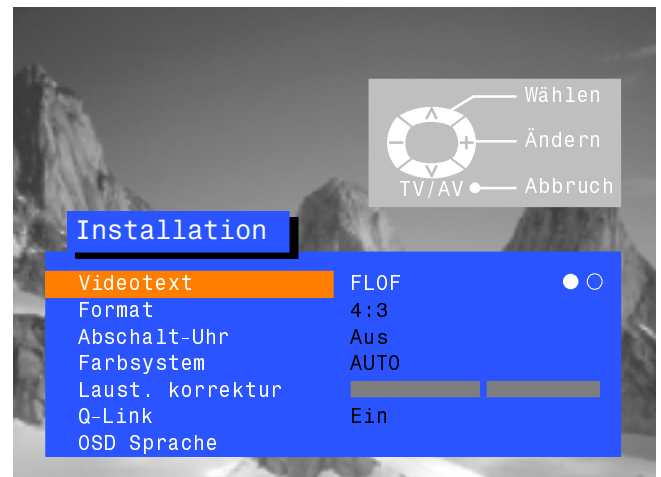 Wählen
Ändern
TV/AV Abbruch
Installation
Videotext FLOF
Format 4:3
Abschalt-Uhr Aus
Farbsystem AUTO
Laust. korrektur
Q-Link Ein
OSD Sprache